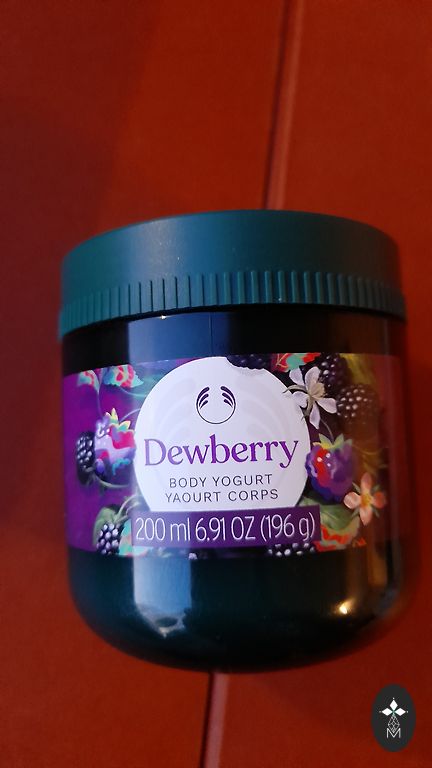 Dewberry
BODY YOGURT
YAOURT CORPS
200 ml 6.91 OZ (196 g)
M